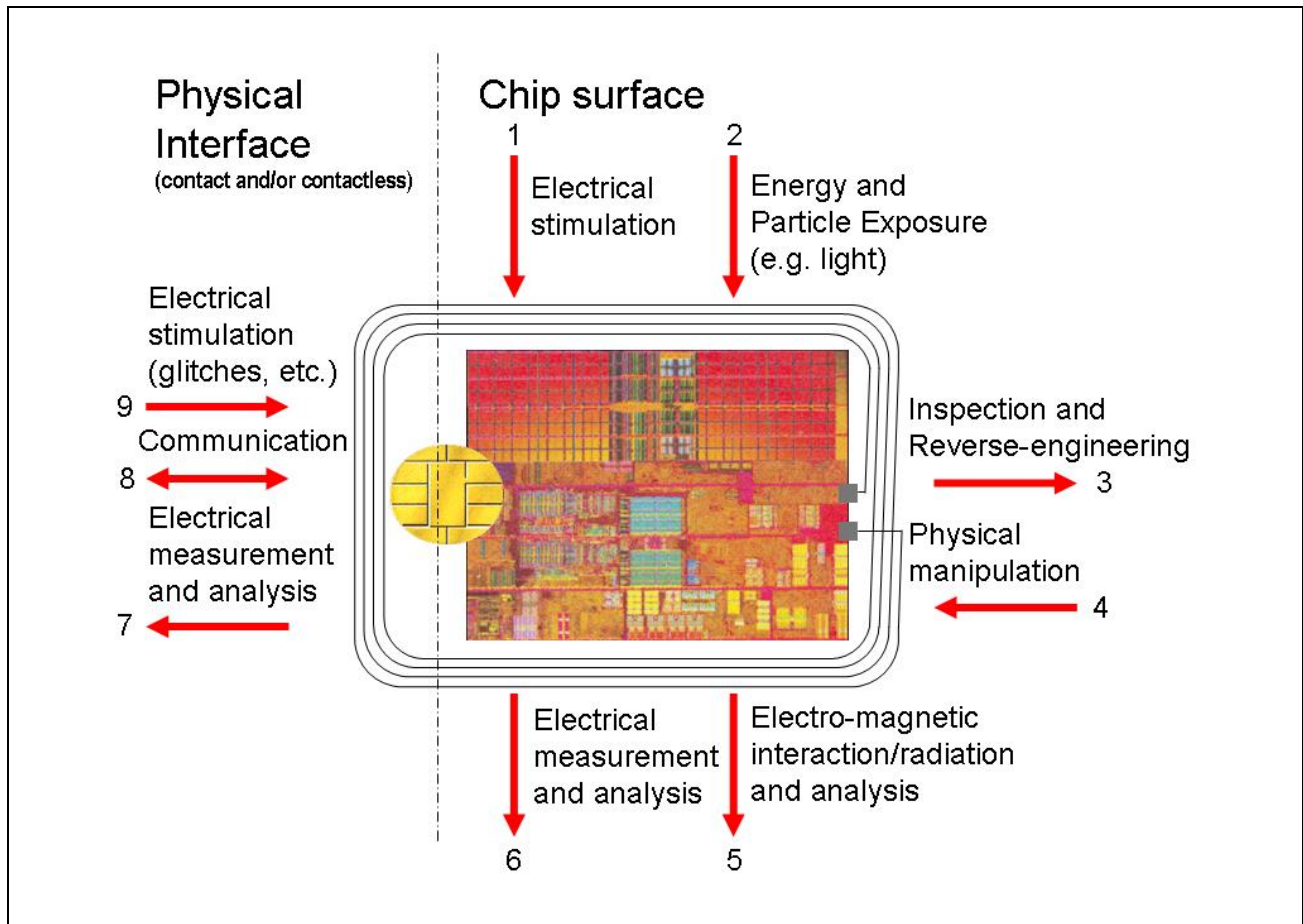 Physical
Interface
(contact and/or contactless)
Chip surface
1
2
Electrical
stimulation
Energy and
Particle Exposure
(e.g. light)
Electrical
stimulation
(glitches, etc.)
9
Communication
8
Electrical
measurement
and analysis
7
Inspection and
Reverse-engineering
3
Physical
manipulation
4
Electrical
measurement
and analysis
6
Electro-magnetic
interaction/radiation
and analysis
5